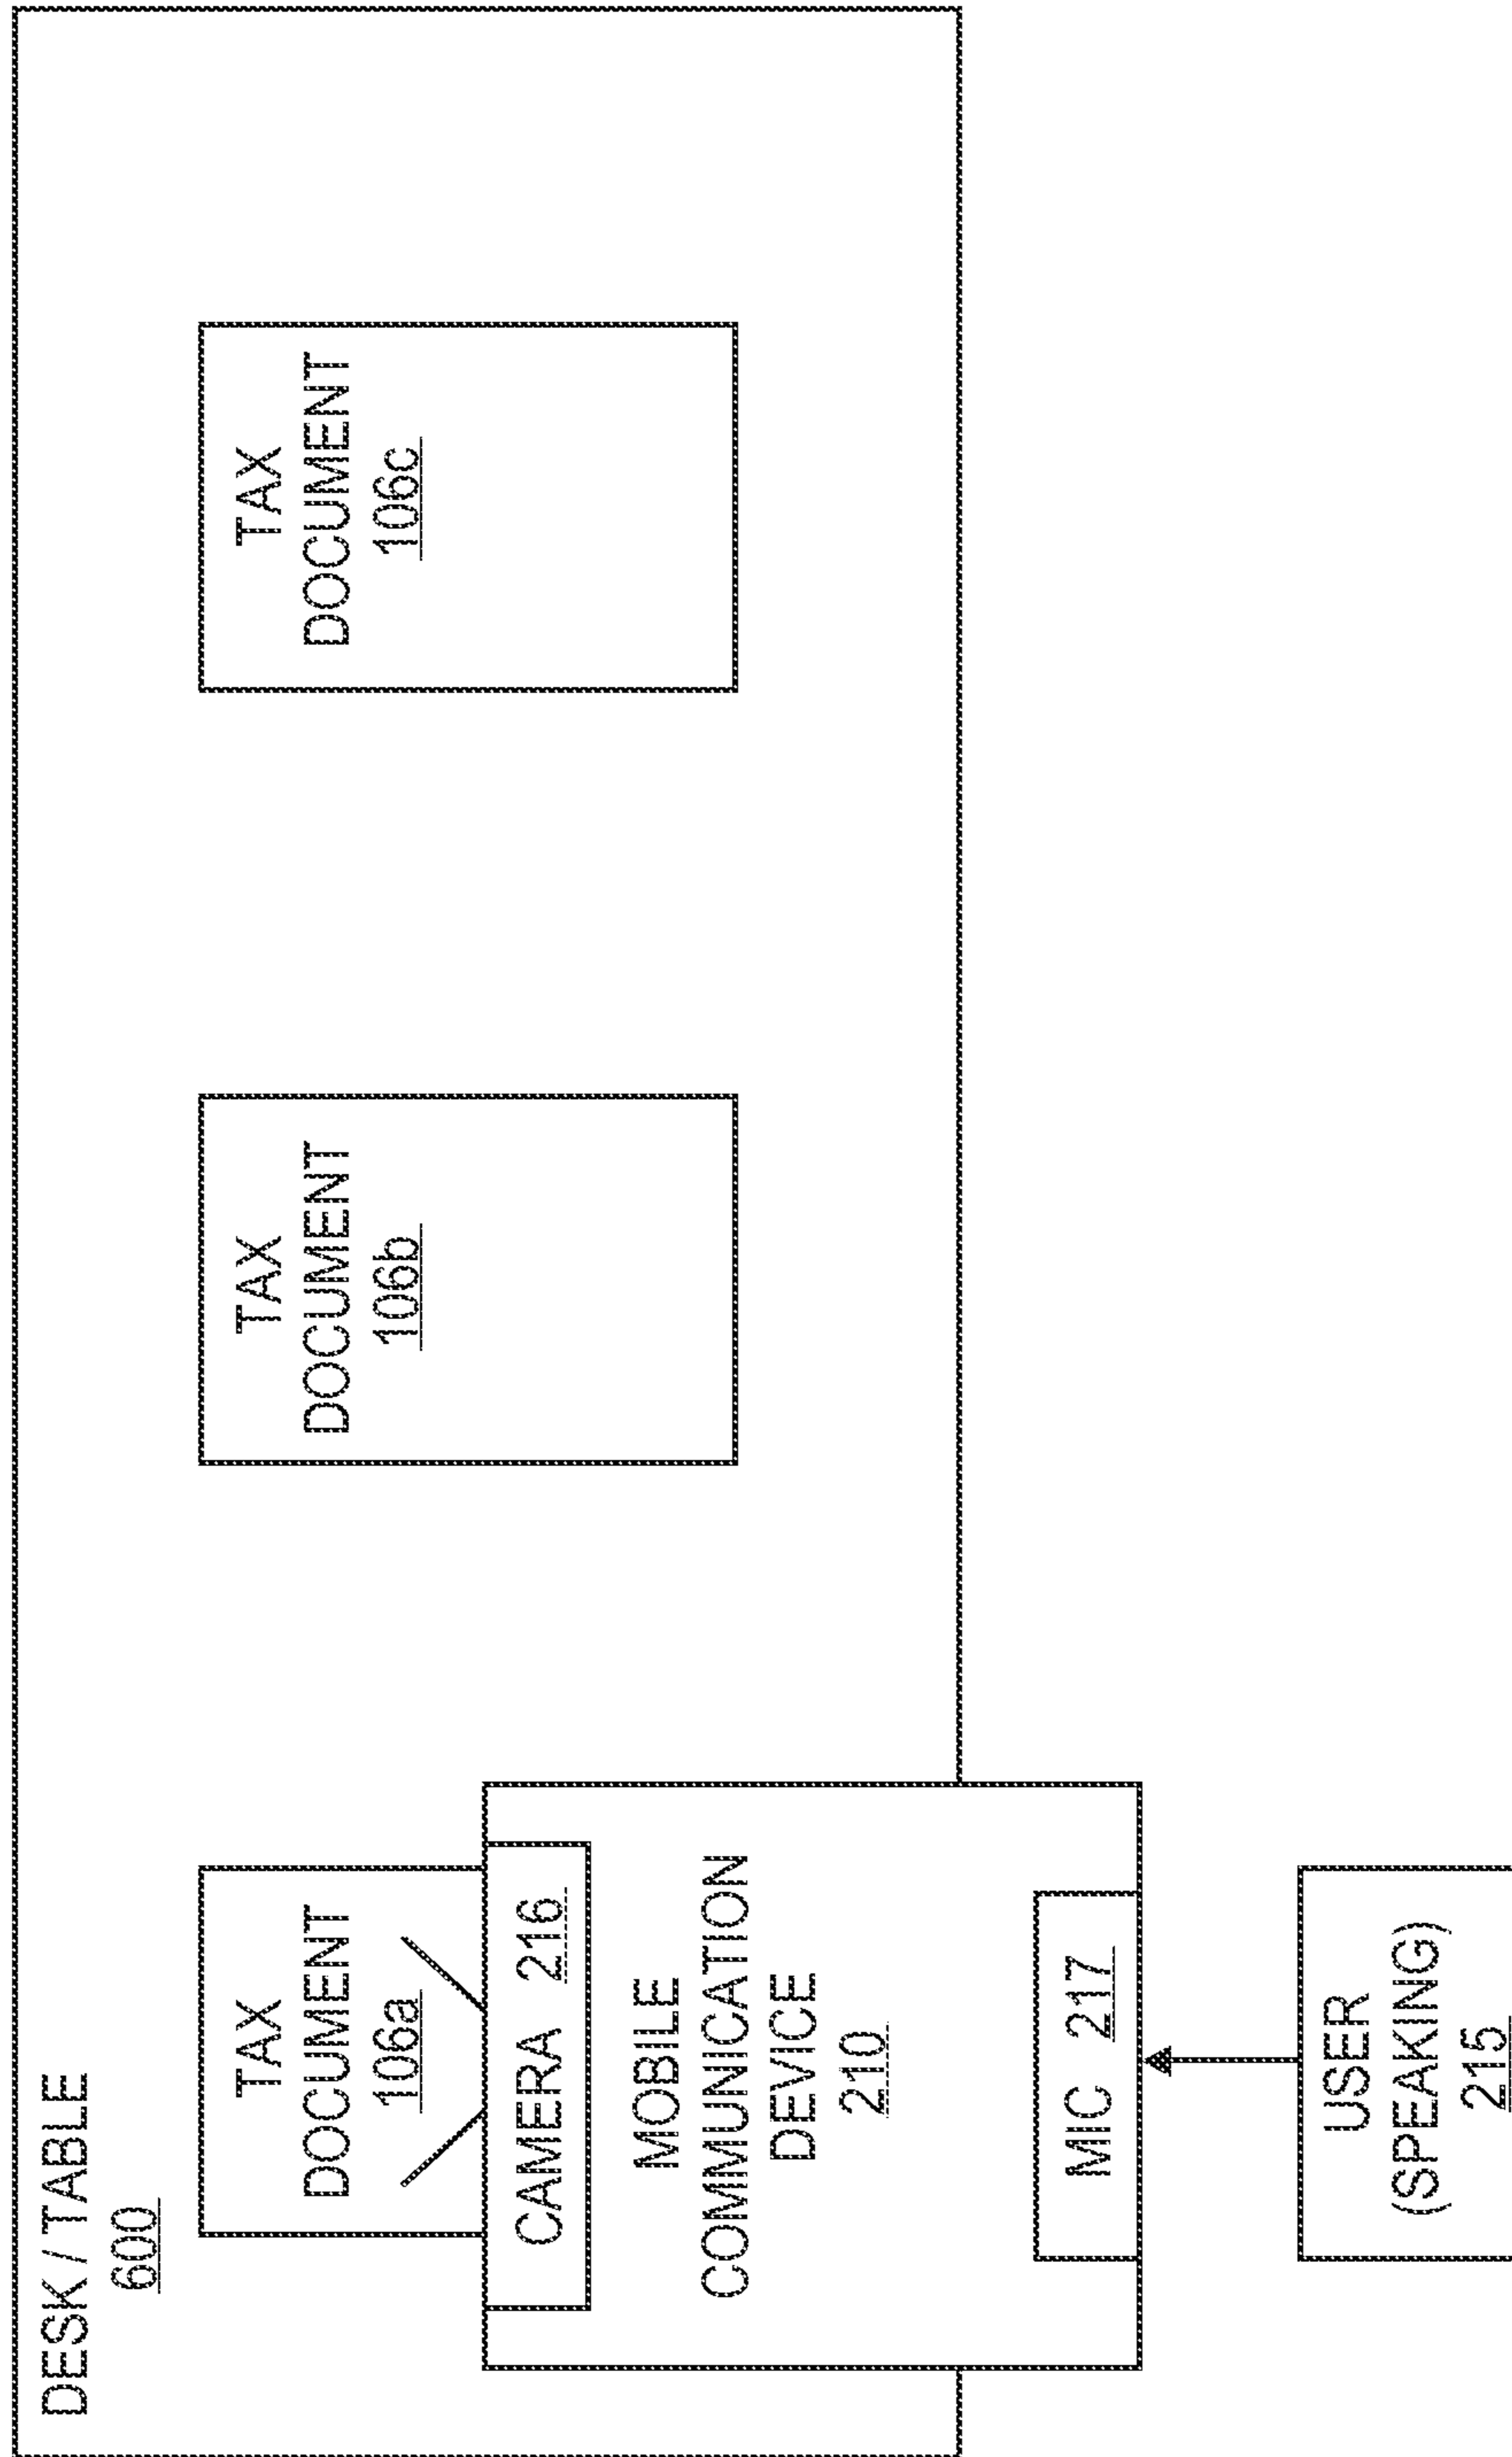 DESK / TABLE
600
TAX
DOCUMENT
106a
TAX
DOCUMENT
106b
TAX
DOCUMENT
106c
CAMERA 216
MOBILE
COMMUNICATION
DEVICE
210
MIC 217
USER
(SPEAKING)
215